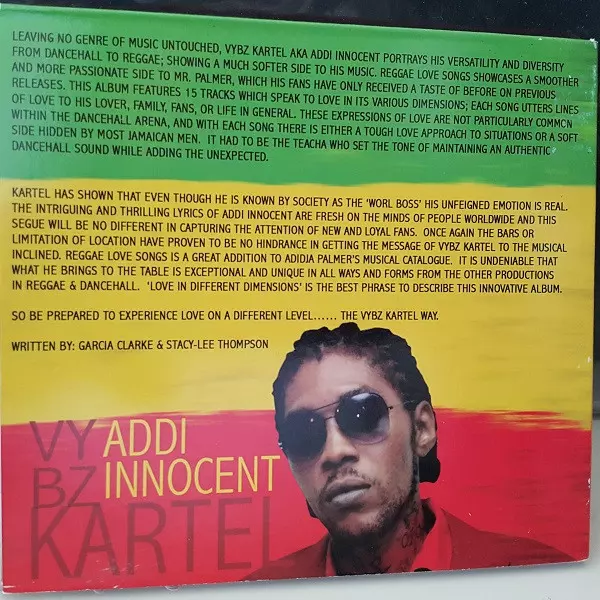 LEAVING NO GENRE OF MUSIC UNTOUCHED, VYBZ KARTEL AKA ADDI INNOCENT PORTRAYS HIS VERSATILITY AND DIVERSITY
FROM DANCEHALL TO REGGAE; SHOWING A MUCH SOFTER SIDE TO HIS MUSIC. REGGAE LOVE SONGS SHOWCASES A SMOOTHER
AND MORE PASSIONATE SIDE TO MR. PALMER, WHICH HIS FANS HAVE ONLY RECEIVED A TASTE OF BEFORE ON PREVIOUS
RELEASES. THIS ALBUM FEATURES 15 TRACKS WHICH SPEAK TO LOVE IN ITS VARIOUS DIMENSIONS; EACH SONG UTTERS LINES
OF LOVE TO HIS LOVER, FAMILY, FANS, OR LIFE IN GENERAL. THESE EXPRESSIONS OF LOVE ARE NOT PARTICULARLY COMMON
WITHIN THE DANCEHALL ARENA, AND WITH EACH SONG THERE IS EITHER A TOUGH LOVE APPROACH TO SITUATIONS OR A SOFT
SIDE HIDDEN BY MOST JAMAICAN MEN. IT HAD TO BE THE TEACHA WHO SET THE TONE OF MAINTAINING AN AUTHENTIC
DANCEHALL SOUND WHILE ADDING THE UNEXPECTED.
KARTEL HAS SHOWN THAT EVEN THOUGH HE IS KNOWN BY SOCIETY AS THE 'WORL BOSS' HIS UNFEIGNED EMOTION IS REAL.
THE INTRIGUING AND THRILLING LYRICS OF ADDI INNOCENT ARE FRESH ON THE MINDS OF PEOPLE WORLDWIDE AND THIS
SEGUE WILL BE NO DIFFERENT IN CAPTURING THE ATTENTION OF NEW AND LOYAL FANS. ONCE AGAIN THE BARS OR
LIMITATION OF LOCATION HAVE PROVEN TO BE NO HINDRANCE IN GETTING THE MESSAGE OF VYBZ KARTEL TO THE MUSICAL
INCLINED. REGGAE LOVE SONGS IS A GREAT ADDITION TO ADIDIA PALMER'S MUSICAL CATALOGUE. IT IS UNDENIABLE THAT
WHAT HE BRINGS TO THE TABLE IS EXCEPTIONAL AND UNIQUE IN ALL WAYS AND FORMS FROM THE OTHER PRODUCTIONS
IN REGGAE & DANCEHALL. 'LOVE IN DIFFERENT DIMENSIONS' IS THE BEST PHRASE TO DESCRIBE THIS INNOVATIVE ALBUM.
SO BE PREPARED TO EXPERIENCE LOVE ON A DIFFERENT LEVEL...... THE VYBZ KARTEL WAY.
WRITTEN BY: GARCIA CLARKE & STACY-LEE THOMPSON
VY
BZ
KARTEL
ADDI
INNOCENT